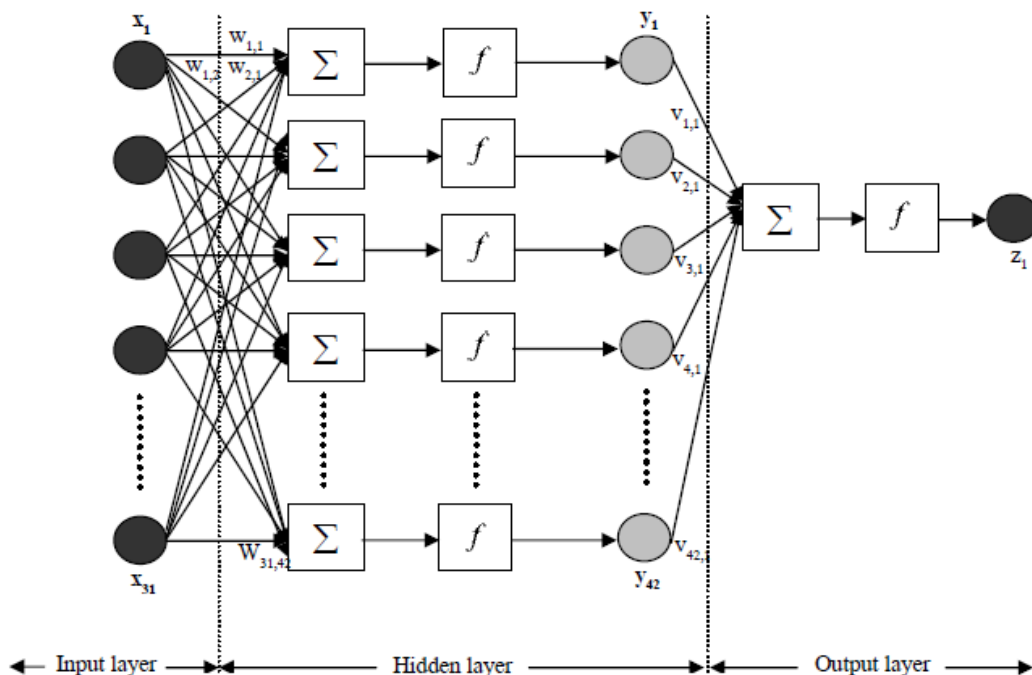 x₁
y₁
w₁,₁
w₁,₂ w₂,₁
Σ f
v₁,₁
Σ f
v₂,₁
Σ f
Σ f
v₃,₁
z₁
Σ f
v₄,₁
Σ f
W₃₁,₄₂
v₄₂,₁
x₃₁
y₄₂
Input layer Hidden layer Output layer